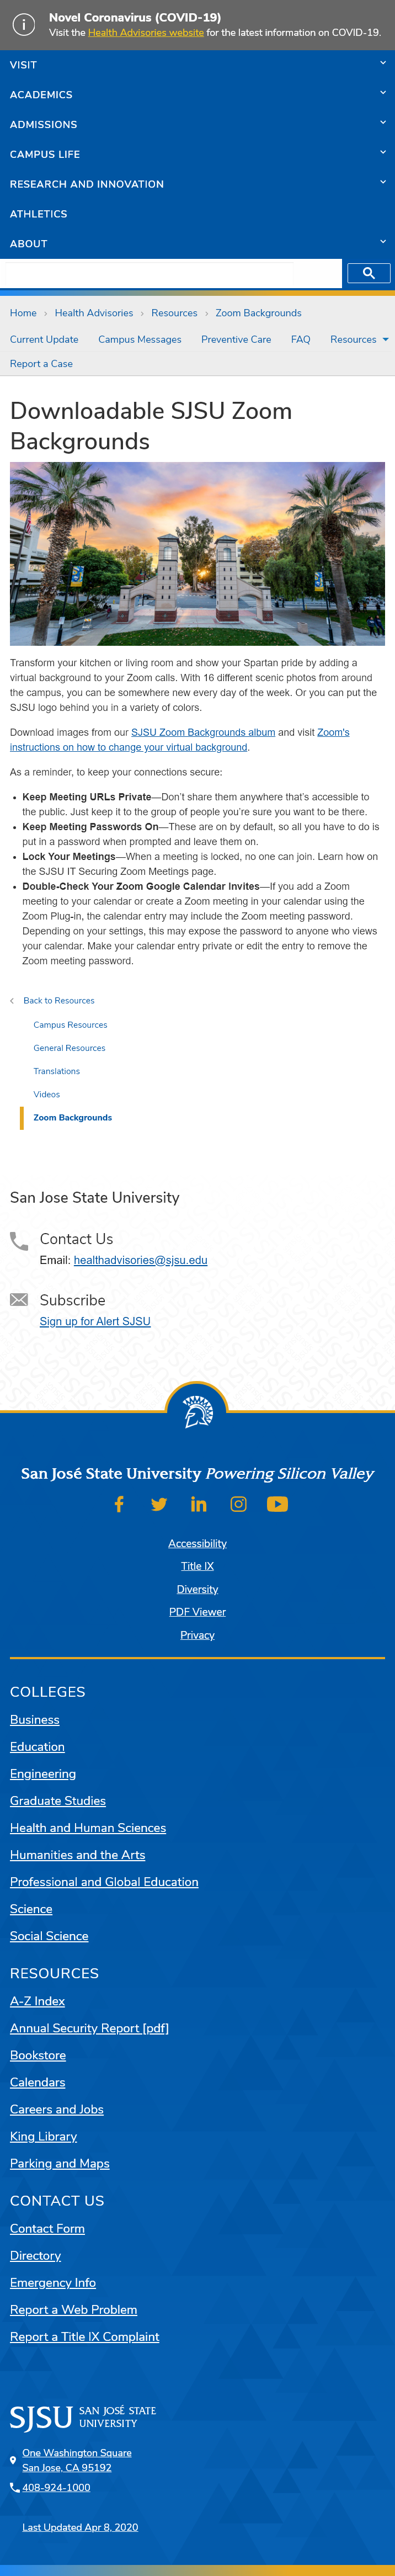 Novel Coronavirus (COVID-19)
Visit the Health Advisories website for the latest information on COVID-19.
VISIT
ACADEMICS
ADMISSIONS
CAMPUS LIFE
RESEARCH AND INNOVATION
ATHLETICS
ABOUT
Home › Health Advisories › Resources › Zoom Backgrounds
Current Update Campus Messages Preventive Care FAQ Resources
Report a Case
Downloadable SJSU Zoom
Backgrounds
Transform your kitchen or living room and show your Spartan pride by adding a
virtual background to your Zoom calls. With 16 different scenic photos from around
the campus, you can be somewhere new every day of the week. Or you can put the
SJSU logo behind you in a variety of colors.
Download images from our SJSU Zoom Backgrounds album and visit Zoom's
instructions on how to change your virtual background.
As a reminder, to keep your connections secure:
• Keep Meeting URLs Private—Don’t share them anywhere that’s accessible to
the public. Just keep it to the group of people you’re sure you want to be there.
• Keep Meeting Passwords On—These are on by default, so all you have to do is
put in a password when prompted and leave them on.
• Lock Your Meetings—When a meeting is locked, no one can join. Learn how on
the SJSU IT Securing Zoom Meetings page.
• Double-Check Your Zoom Google Calendar Invites—If you add a Zoom
meeting to your calendar or create a Zoom meeting in your calendar using the
Zoom Plug-in, the calendar entry may include the Zoom meeting password.
Depending on your settings, this may expose the password to anyone who views
your calendar. Make your calendar entry private or edit the entry to remove the
Zoom meeting password.
Back to Resources
Campus Resources
General Resources
Translations
Videos
Zoom Backgrounds
San Jose State University
Contact Us
Email: healthadvisories@sjsu.edu
Subscribe
Sign up for Alert SJSU
San José State University Powering Silicon Valley
Accessibility
Title IX
Diversity
PDF Viewer
Privacy
COLLEGES
Business
Education
Engineering
Graduate Studies
Health and Human Sciences
Humanities and the Arts
Professional and Global Education
Science
Social Science
RESOURCES
A-Z Index
Annual Security Report [pdf]
Bookstore
Calendars
Careers and Jobs
King Library
Parking and Maps
CONTACT US
Contact Form
Directory
Emergency Info
Report a Web Problem
Report a Title IX Complaint
SJSU SAN JOSÉ STATE
UNIVERSITY
One Washington Square
San Jose, CA 95192
408-924-1000
Last Updated Apr 8, 2020